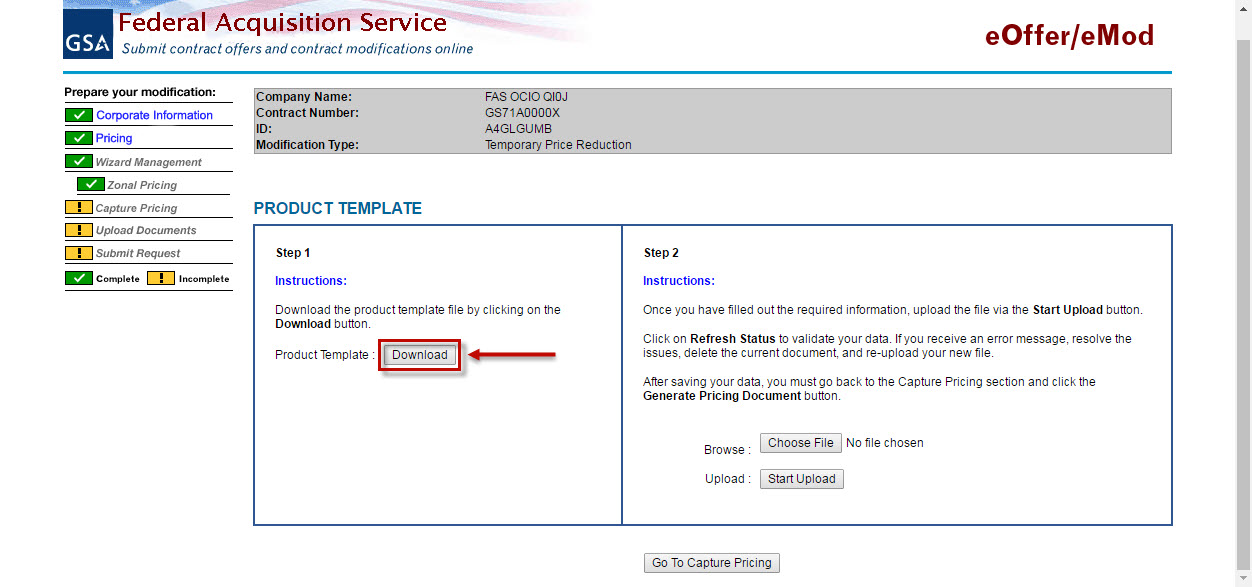 GSA
Federal Acquisition Service
Submit contract offers and contract modifications online
eOffer/eMod
Prepare your modification:
Corporate Information
Pricing
Wizard Management
Zonal Pricing
! Capture Pricing
! Upload Documents
! Submit Request
Complete ! Incomplete
Company Name: FAS OCIO QI0J
Contract Number: GS71A0000X
ID: A4GLGUMB
Modification Type: Temporary Price Reduction
PRODUCT TEMPLATE
Step 1
Instructions:
Download the product template file by clicking on the
Download button.
Product Template : Download
Step 2
Instructions:
Once you have filled out the required information, upload the file via the Start Upload button.
Click on Refresh Status to validate your data. If you receive an error message, resolve the
issues, delete the current document, and re-upload your new file.
After saving your data, you must go back to the Capture Pricing section and click the
Generate Pricing Document button.
Browse : Choose File No file chosen
Upload : Start Upload
Go To Capture Pricing